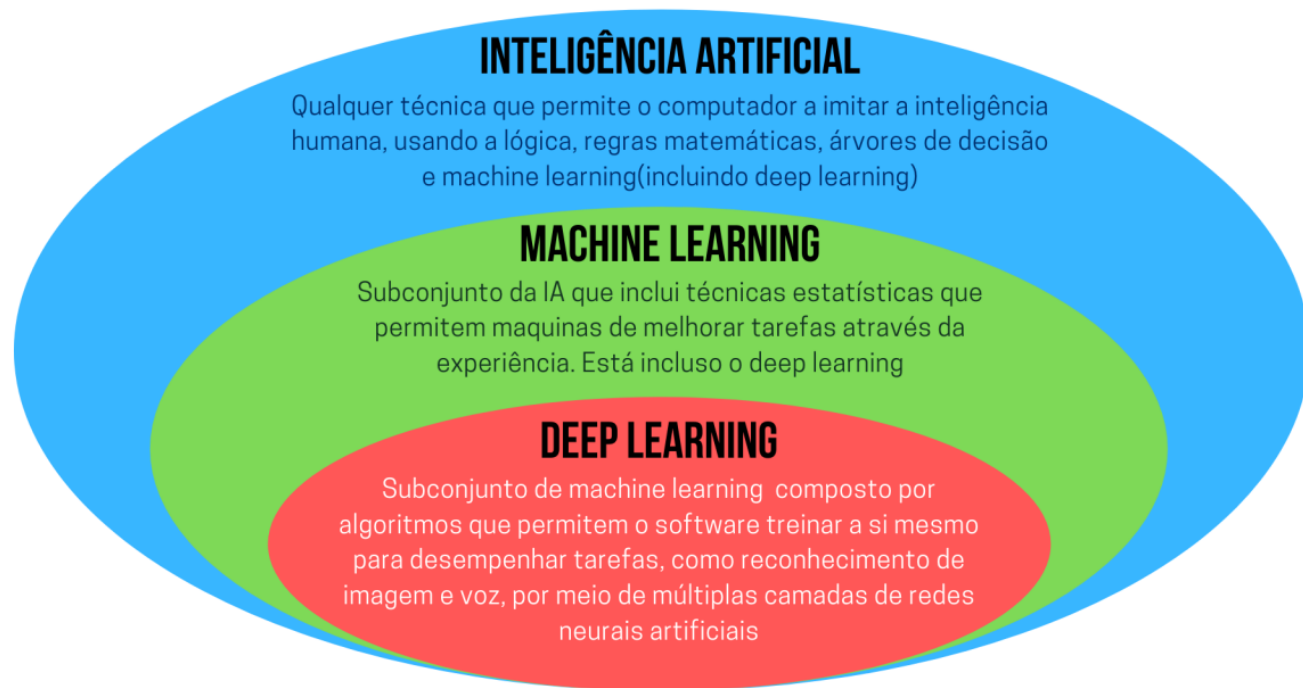 INTELIGÊNCIA ARTIFICIAL
Qualquer técnica que permite o computador a imitar a inteligência
humana, usando a lógica, regras matemáticas, árvores de decisão
e machine learning(incluindo deep learning)
MACHINE LEARNING
Subconjunto da IA que inclui técnicas estatísticas que
permitem maquinas de melhorar tarefas através da
experiência. Está incluso o deep learning
DEEP LEARNING
Subconjunto de machine learning composto por
algoritmos que permitem o software treinar a si mesmo
para desempenhar tarefas, como reconhecimento de
imagem e voz, por meio de múltiplas camadas de redes
neurais artificiais